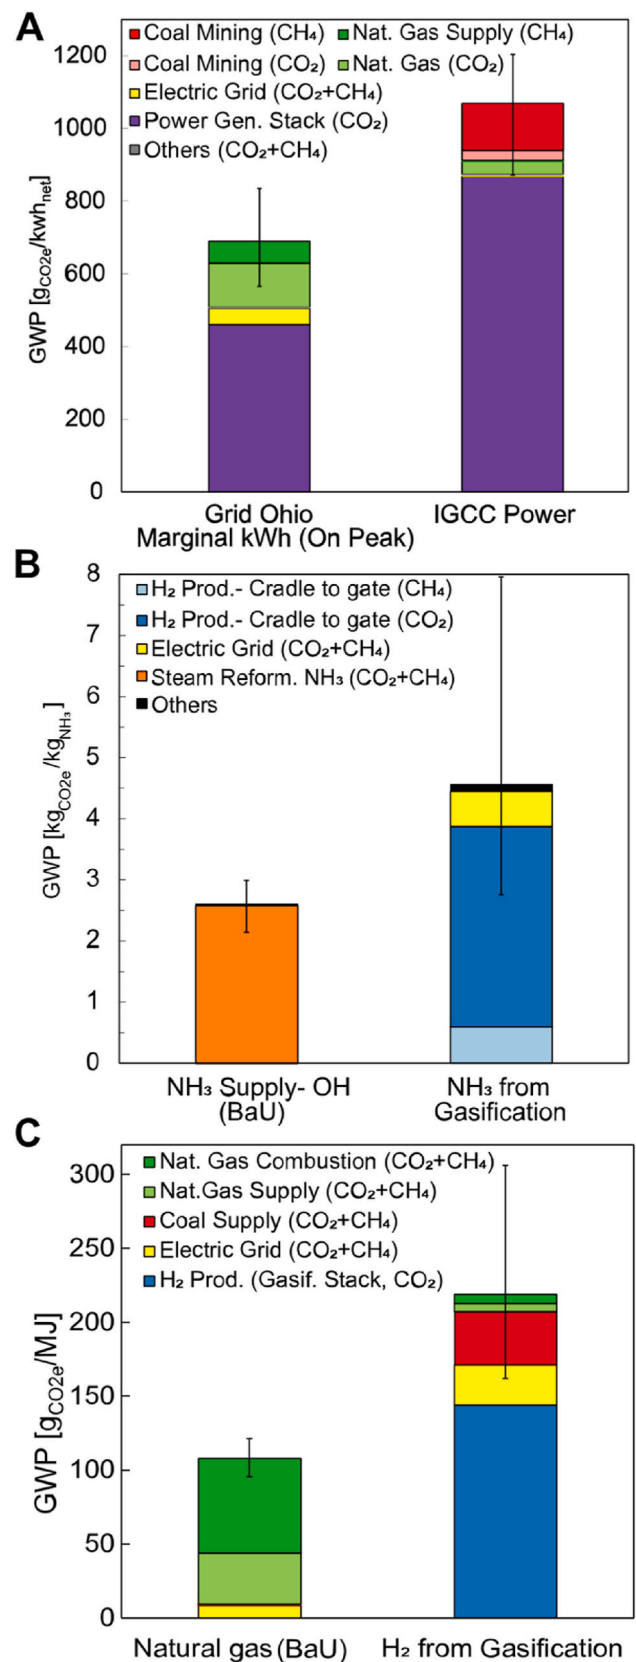 A
Coal Mining (CH₄) Nat. Gas Supply (CH₄)
Coal Mining (CO₂) Nat. Gas (CO₂)
Electric Grid (CO₂+CH₄)
Power Gen. Stack (CO₂)
Others (CO₂+CH₄)
GWP [gCO2e/kwhnet]
1200
1000
800
600
400
200
0
Grid Ohio IGCC Power
Marginal kWh (On Peak)
B
H₂ Prod.- Cradle to gate (CH₄)
H₂ Prod.- Cradle to gate (CO₂)
Electric Grid (CO₂+CH₄)
Steam Reform. NH₃ (CO₂+CH₄)
Others
GWP [kgCO2e/kgNH₃]
8
7
6
5
4
3
2
1
0
NH₃ Supply- OH NH₃ from
(BaU) Gasification
C
Nat. Gas Combustion (CO₂+CH₄)
Nat.Gas Supply (CO₂+CH₄)
Coal Supply (CO₂+CH₄)
Electric Grid (CO₂+CH₄)
H₂ Prod. (Gasif. Stack, CO₂)
GWP [gCO2e/MJ]
300
250
200
150
100
50
0
Natural gas (BaU) H₂ from Gasification